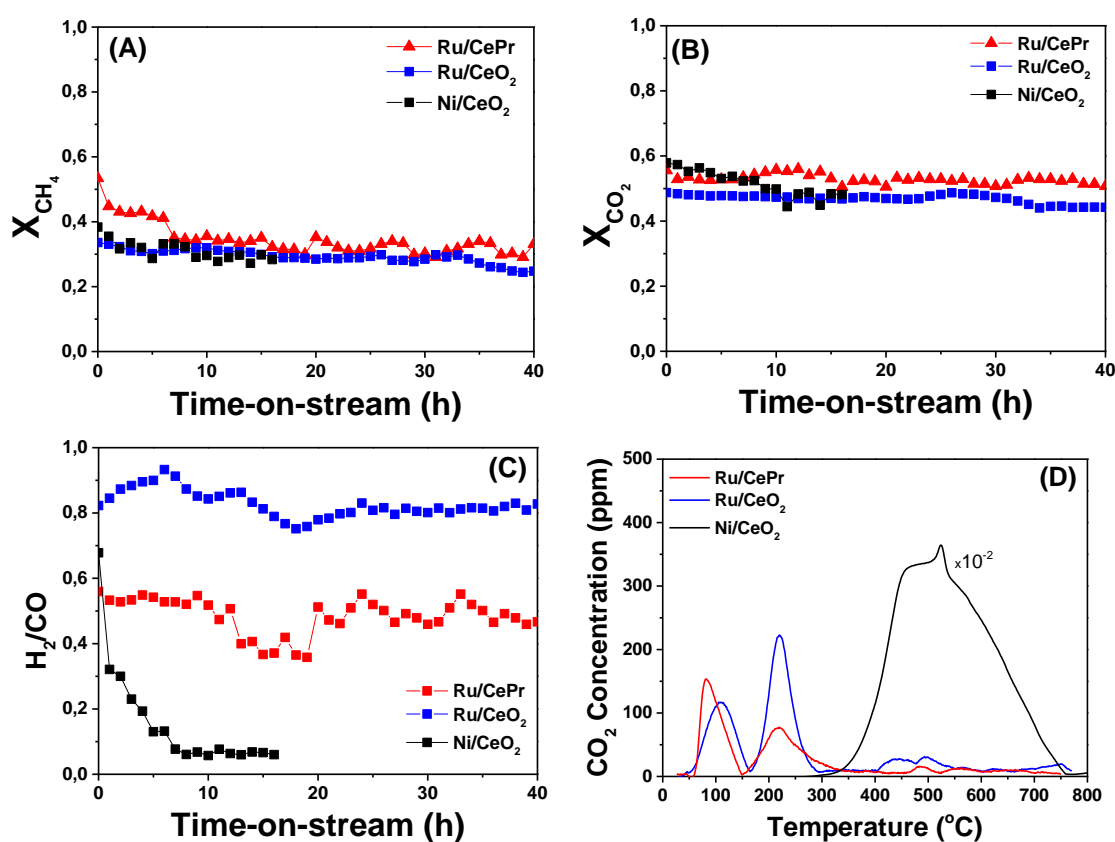 (A)
Ru/CePr
Ru/CeO₂
Ni/CeO₂
1,0
0,8
0,6
0,4
0,2
0,0
X CH₄
0 10 20 30 40
Time-on-stream (h)
(B)
Ru/CePr
Ru/CeO₂
Ni/CeO₂
1,0
0,8
0,6
0,4
0,2
0,0
X CO₂
0 10 20 30 40
Time-on-stream (h)
(C)
1,0
0,8
0,6
0,4
0,2
0,0
H₂/CO
Ru/CePr
Ru/CeO₂
Ni/CeO₂
0 10 20 30 40
Time-on-stream (h)
(D)
Ru/CePr
Ru/CeO₂
Ni/CeO₂
x10⁻²
500
400
300
200
100
0
CO₂ Concentration (ppm)
0 100 200 300 400 500 600 700 800
Temperature (°C)